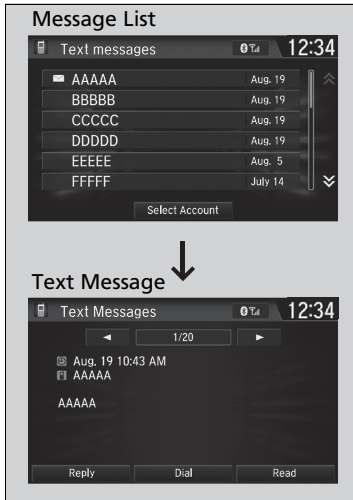 Message List
Text messages 12:34
AAAAA Aug. 19
BBBBB Aug. 19
CCCCC Aug. 19
DDDDD Aug. 19
EEEEE Aug. 5
FFFFF July 14
Select Account
Text Message
Text Messages 12:34
1/20
Aug. 19 10:43 AM
AAAAA
AAAAA
Reply Dial Read